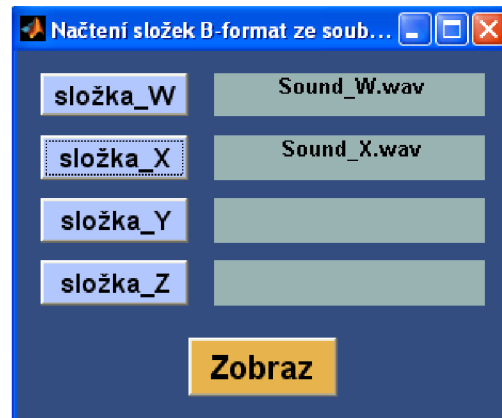 Načtení složek B-format ze soub...
složka_W Sound_W.wav
složka_X Sound_X.wav
složka_Y
složka_Z
Zobraz